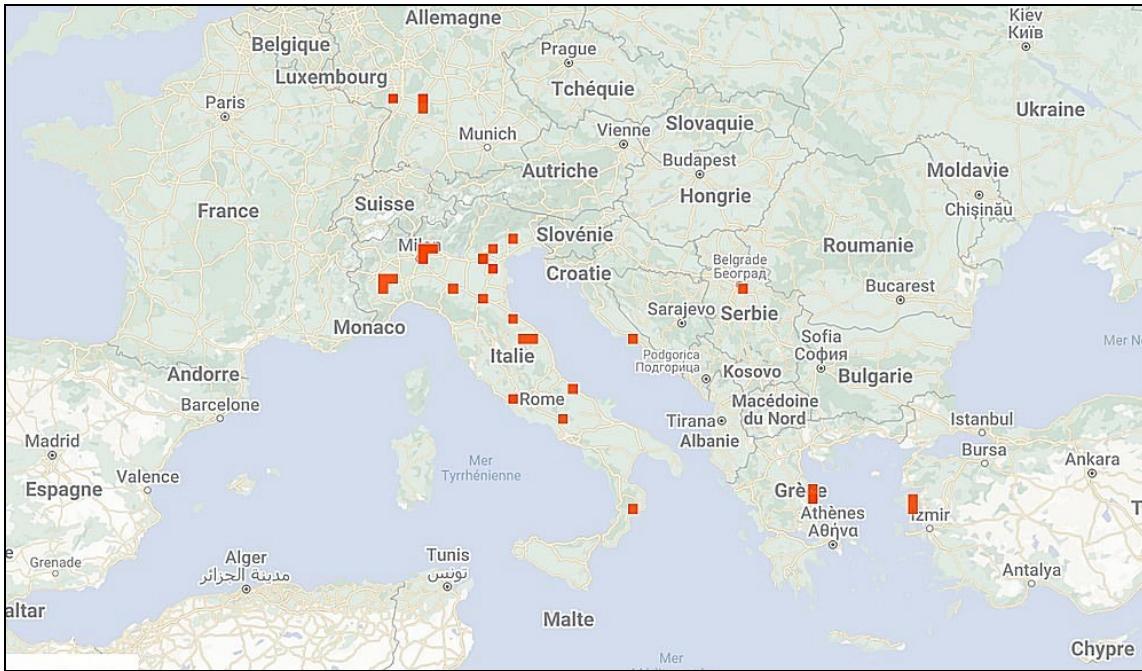 Allemagne
Kiev
Київ
Belgique
Prague
Luxembourg
Tchéquie
Paris
Ukraine
Slovaquie
Munich
Vienne
Budapest
Moldavie
Autriche
Hongrie
Chișinău
Suisse
France
Slovénie
Roumanie
Milan
Belgrade
Београд
Croatie
Bucarest
Sarajevo
Serbie
Monaco
Sofia
София
Mer N
Italie
Podgorica
Подгорица
Kosovo
Bulgarie
Andorre
Rome
Macédoine
du Nord
Barcelone
Tirana
Istanbul
Albanie
Madrid
Bursa
Mer
Tyrrhénienne
Ankara
Valence
Espagne
Grèce
Athènes
Αθήνα
Izmir
T
Alger
مدينة الجزائر
Tunis
تونس
e
Grenade
Antalya
altar
Malte
Chypre
Mer